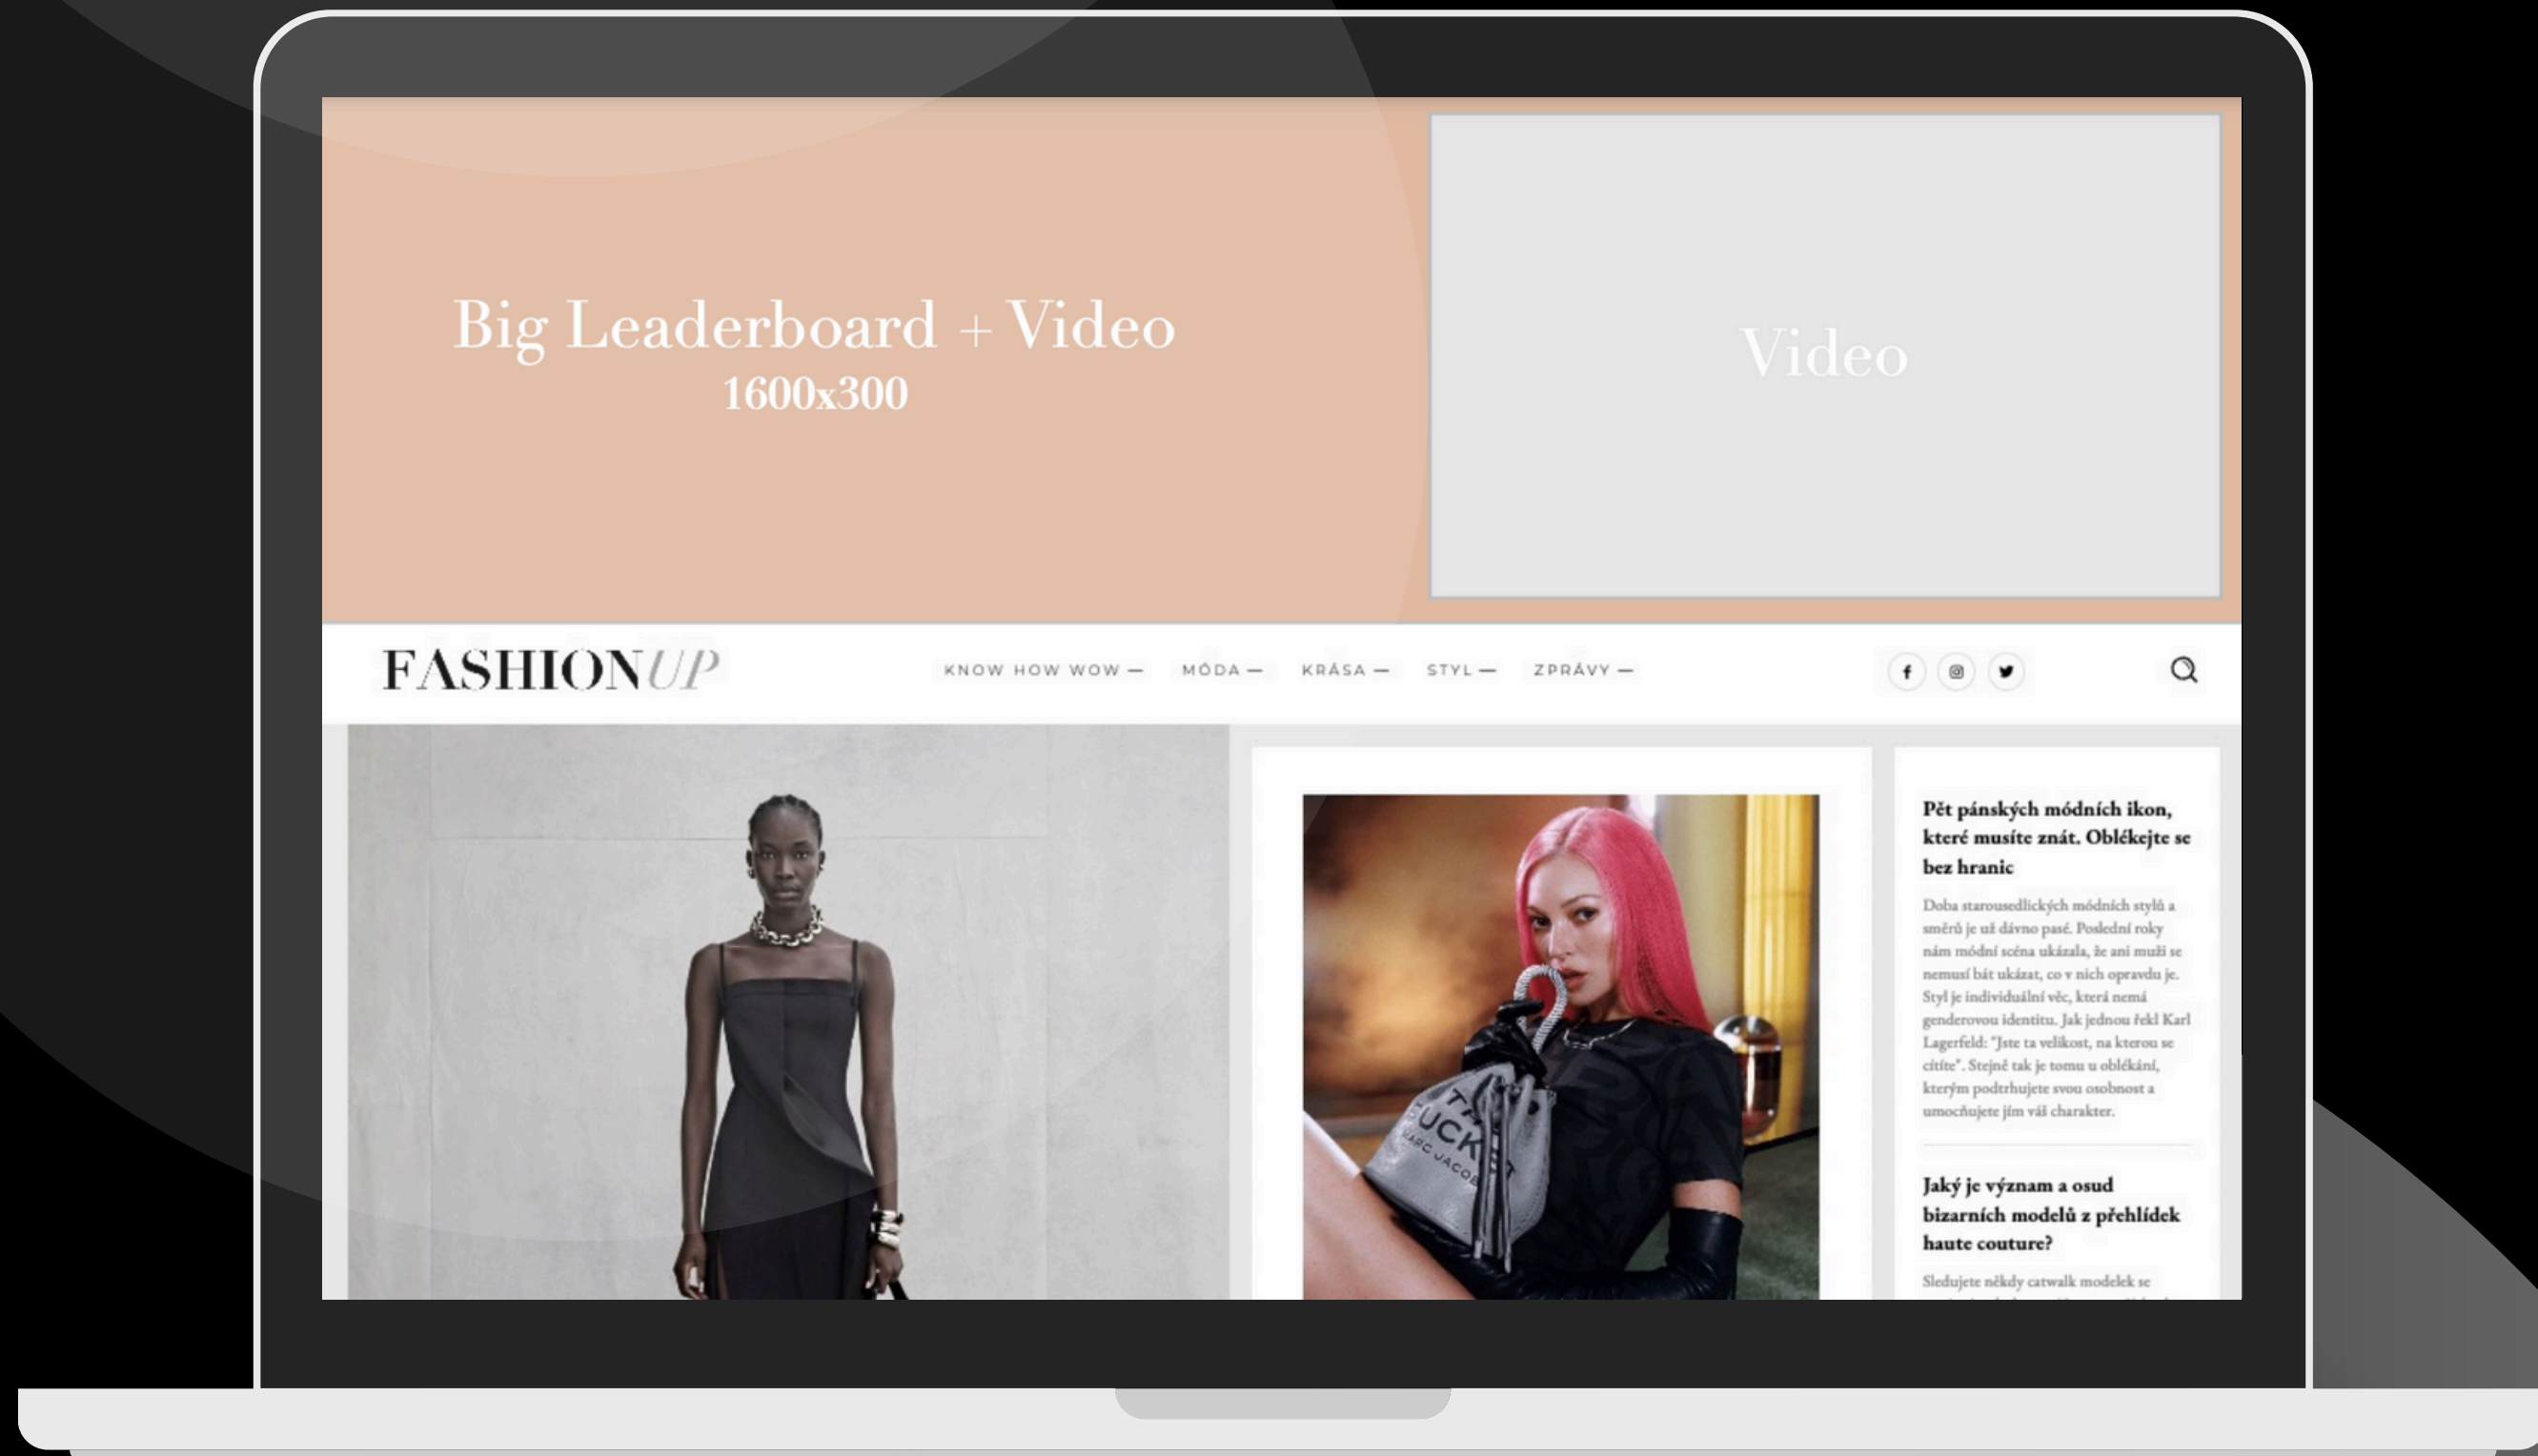 Big Leaderboard + Video
1600x300
Video
FASHIONUP
KNOW HOW WOW — MÓDA — KRÁSA — STYL — ZPRÁVY —
Pět pánských módních ikon,
které musíte znát. Oblékejte se
bez hranic
Doba starousedlických módních stylů a
směrů je už dávno pasé. Poslední roky
nám módní scéna ukázala, že ani muži se
nemusí bát ukázat, co v nich opravdu je.
Styl je individuální věc, která nemá
genderovou identitu. Jak jednou řekl Karl
Lagerfeld: "Jste ta velikost, na kterou se
cítíte". Stejně tak je tomu u oblékání,
kterým podtrhujete svou osobnost a
umocňujete jím váš charakter.
Jaký je význam a osud
bizarních modelů z přehlídek
haute couture?
Sledujete někdy catwalk modelek se
MARC JACOBS